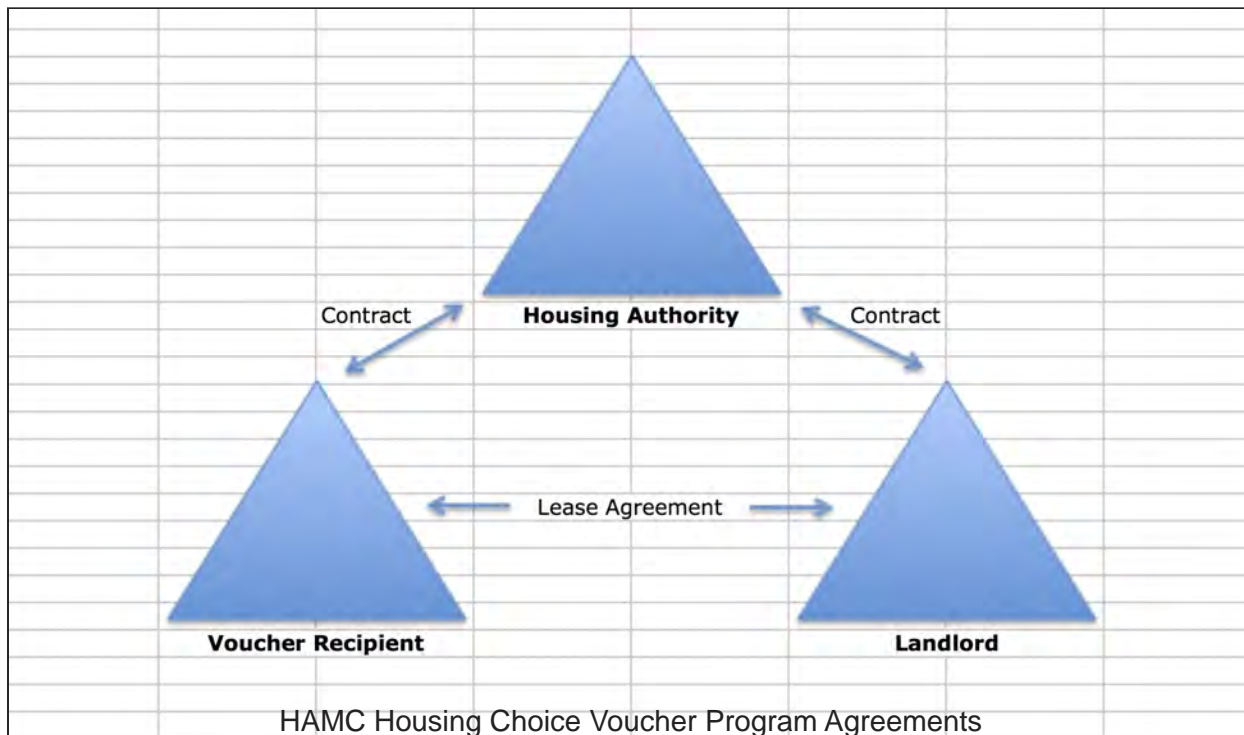 Contract
Contract
Housing Authority
Lease Agreement
Voucher Recipient
Landlord
HAMC Housing Choice Voucher Program Agreements